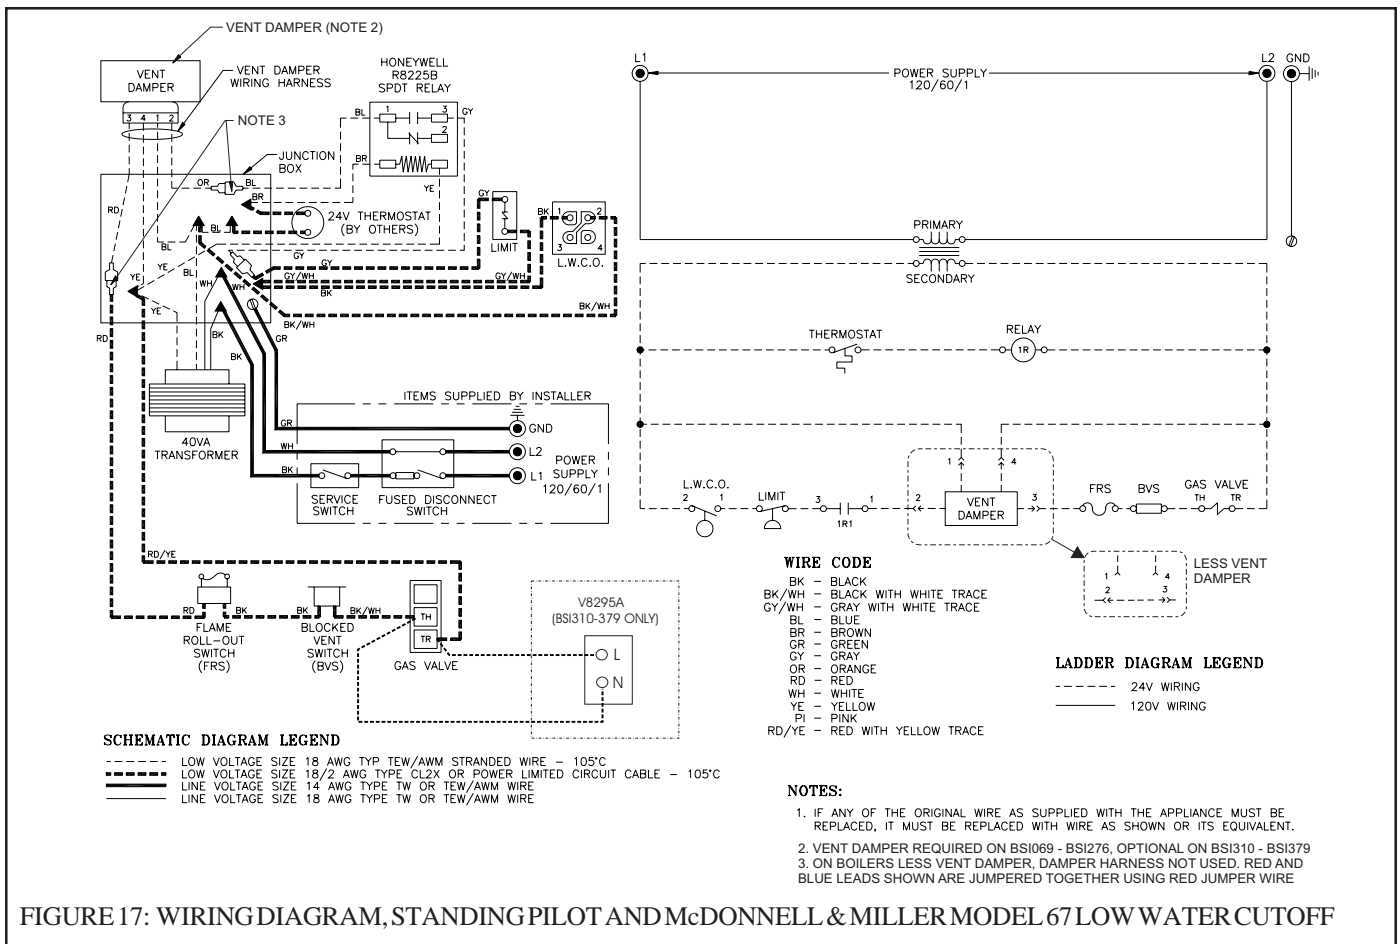 VENT DAMPER (NOTE 2)
VENT
DAMPER
VENT DAMPER
WIRING HARNESS
3 4 1 2
NOTE 3
HONEYWELL
R8225B
SPDT RELAY
BL 1 3 GY
2
BR
YE
JUNCTION
BOX
OR BL
BR
RD
24V THERMOSTAT
(BY OTHERS)
BL
BL
YE
BL
GY
GY
GY/WH
BK
GY
LIMIT
GY/WH
BK 1 2
3 4
L.W.C.O.
BK/WH
YE
WH
WH
YE
BK/WH
RD
BK
BK
GR
40VA
TRANSFORMER
ITEMS SUPPLIED BY INSTALLER
GR
GND
WH
L2
BK
L1
POWER
SUPPLY
120/60/1
SERVICE
SWITCH
FUSED DISCONNECT
SWITCH
RD/YE
RD BK
FLAME
ROLL-OUT
SWITCH
(FRS)
BK BK/WH
BLOCKED
VENT
SWITCH
(BVS)
TH
TR
GAS VALVE
V8295A
(BSI310-379 ONLY)
L
N
L1
POWER SUPPLY
120/60/1
L2 GND
PRIMARY
SECONDARY
THERMOSTAT
RELAY
1R
1 4
L.W.C.O.
2 1
LIMIT
3 1
1R1
2
VENT
DAMPER
3
FRS
BVS
GAS VALVE
TH TR
1 4
2 3
LESS VENT
DAMPER
WIRE CODE
BK - BLACK
BK/WH - BLACK WITH WHITE TRACE
GY/WH - GRAY WITH WHITE TRACE
BL - BLUE
BR - BROWN
GR - GREEN
GY - GRAY
OR - ORANGE
RD - RED
WH - WHITE
YE - YELLOW
PI - PINK
RD/YE - RED WITH YELLOW TRACE
LADDER DIAGRAM LEGEND
24V WIRING
120V WIRING
SCHEMATIC DIAGRAM LEGEND
LOW VOLTAGE SIZE 18 AWG TYP TEW/AWM STRANDED WIRE - 105°C
LOW VOLTAGE SIZE 18/2 AWG TYPE CL2X OR POWER LIMITED CIRCUIT CABLE - 105°C
LINE VOLTAGE SIZE 14 AWG TYPE TW OR TEW/AWM WIRE
LINE VOLTAGE SIZE 18 AWG TYPE TW OR TEW/AWM WIRE
NOTES:
1. IF ANY OF THE ORIGINAL WIRE AS SUPPLIED WITH THE APPLIANCE MUST BE
REPLACED, IT MUST BE REPLACED WITH WIRE AS SHOWN OR ITS EQUIVALENT.
2. VENT DAMPER REQUIRED ON BSI069 - BSI276, OPTIONAL ON BSI310 - BSI379
3. ON BOILERS LESS VENT DAMPER, DAMPER HARNESS NOT USED. RED AND
BLUE LEADS SHOWN ARE JUMPERED TOGETHER USING RED JUMPER WIRE
FIGURE 17: WIRING DIAGRAM, STANDING PILOT AND McDONNELL & MILLER MODEL 67 LOW WATER CUTOFF